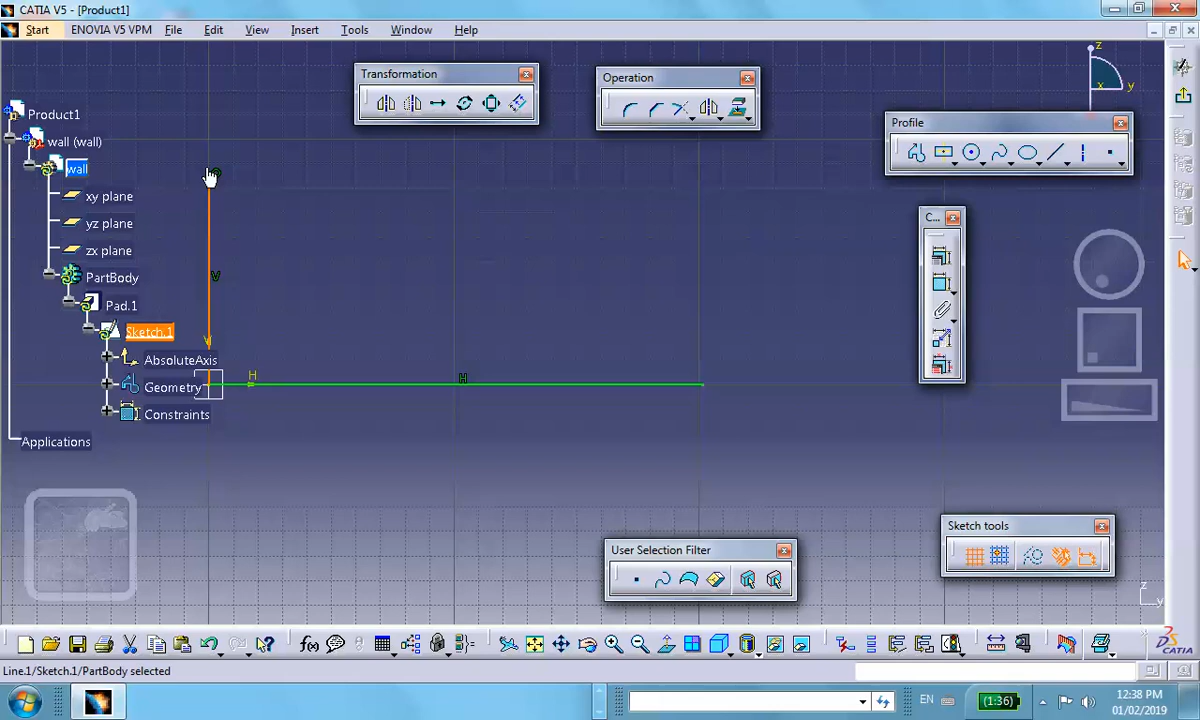 CATIA V5 - [Product1]
Start ENOVIA V5 VPM File Edit View Insert Tools Window Help
Transformation
Operation
Profile
C...
z
x
y
Product1
wall (wall)
wall
xy plane
yz plane
zx plane
PartBody
Pad.1
Sketch.1
AbsoluteAxis
Geometry
Constraints
Applications
V
H
H
Sketch tools
User Selection Filter
z
y
f(x)
CATIA
Line.1/Sketch.1/PartBody selected
EN
(1:36)
12:38 PM
01/02/2019